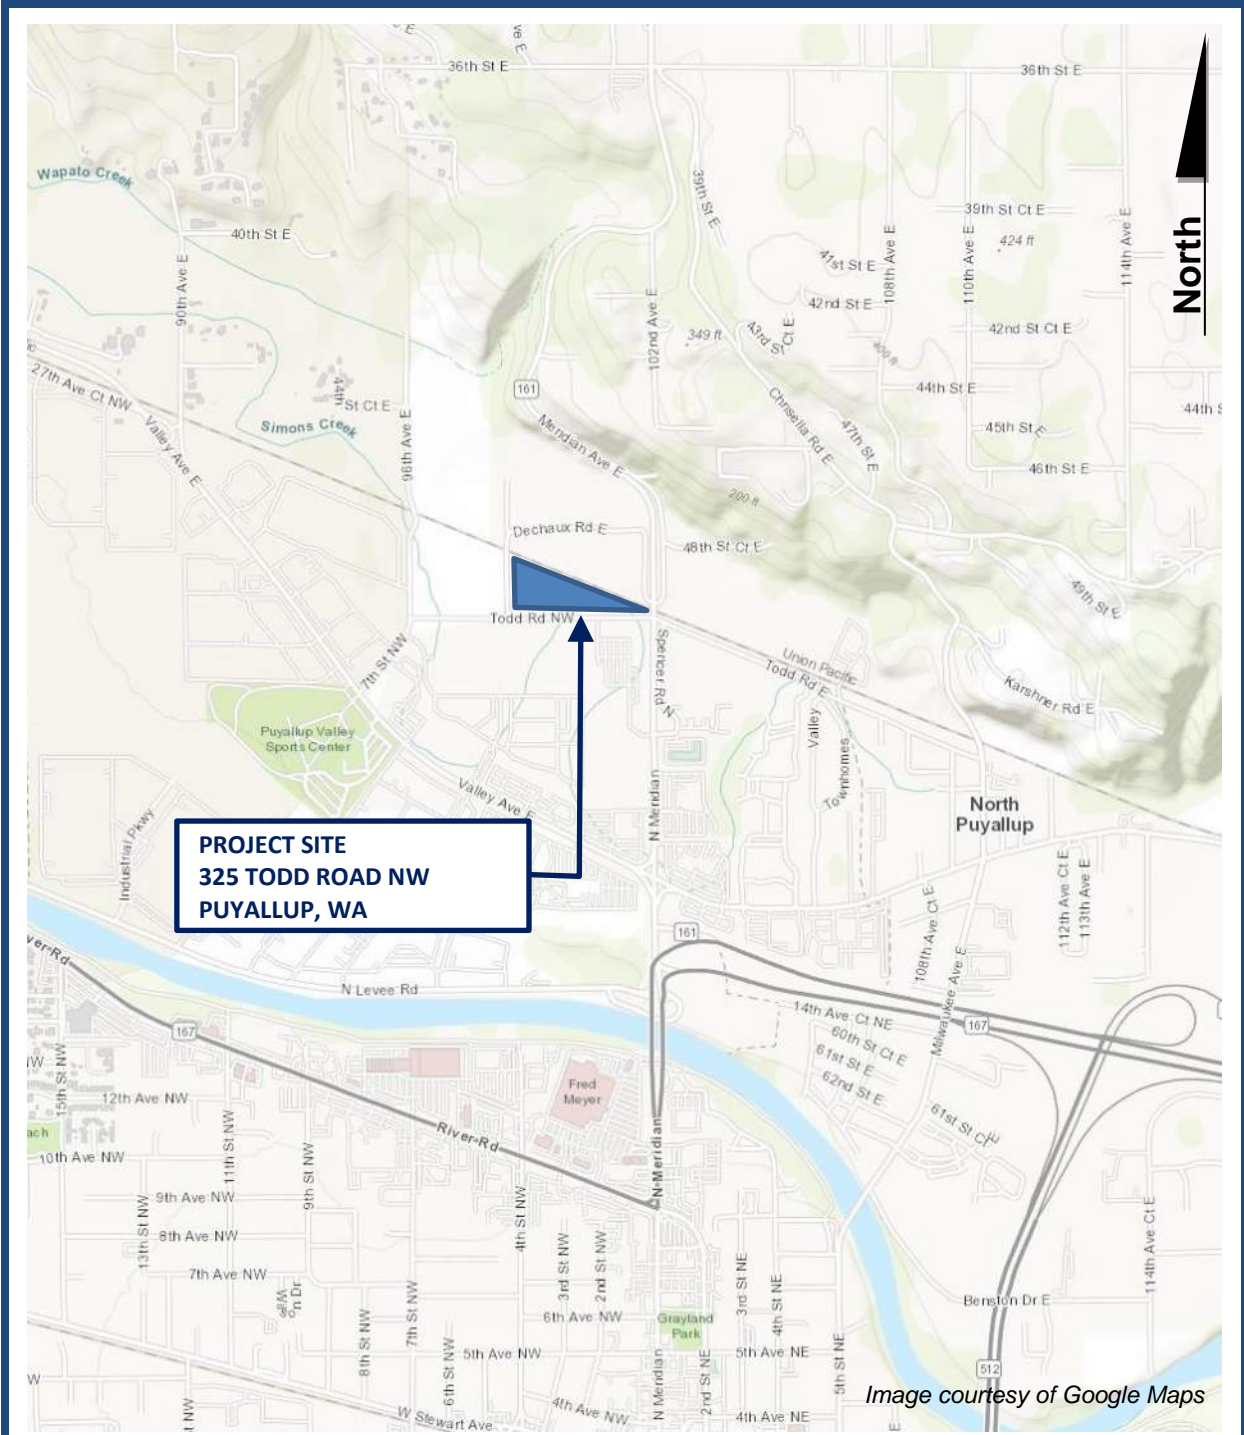 36th St E
36th St E
North
Wapato Creek
39th St E
39th St Ct E
424 ft
114th Ave E
40th St E
90th Ave E
41st St E
108th Ave E
110th Ave E
42nd St E
102nd Ave E
349 ft
43rd St Ct E
42nd St Ct E
400 ft
27th Ave Ct NW
44th St Ct E
161
44th St E
44th S
Chrisella Rd E
Valley Ave E
Simons Creek
96th Ave E
Meridian Ave E
47th St E
45th St E
46th St E
200 ft
Dechaux Rd E
48th St Ct E
49th St E
Todd Rd NW
Spencer Rd N
7th St NW
Union Pacific
Todd Rd E
Karshner Rd E
Puyallup Valley
Sports Center
Valley
Townhomes
Valley Ave E
N Meridian
North
Puyallup
Industrial Pkwy
PROJECT SITE
325 TODD ROAD NW
PUYALLUP, WA
112th Ave Ct E
113th Ave E
108th Ave Ct E
161
ver-Rd
N Levee Rd
14th Ave Ct NE
Milwaukee Ave E
167
167
60th St Ct E
61st St E
62nd St E
61st St Ct E
W
15th St NW
12th Ave NW
Fred
Meyer
River-Rd
N-Meridian
ach
10th Ave NW
11th St NW
9th St NW
9th Ave NW
13th St NW
8th Ave NW
4th St NW
3rd St NW
2nd St NW
3rd St NE
4th St NE
114th Ave Ct E
7th Ave NW
Willson Dr
6th Ave NW
Grayland
Park
Benston Dr E
8th St NW
7th St NW
6th St NW
5th Ave NW
N Meridian
2nd St NE
5th Ave NE
5th St NE
512
W
Image courtesy of Google Maps
W Stewart Ave
4th Ave NW
4th Ave NE
t NW
E